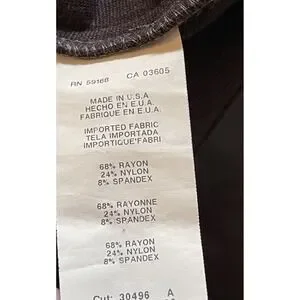 RN 59168 CA 03605
MADE IN U.S.A
HECHO EN E.U.A.
FABRIQUE EN E.U.A.
IMPORTED FABRIC
TELA IMPORTADA
IMPORTIQUE'FABRI
68% RAYON
24% NYLON
8% SPANDEX
68% RAYONNE
24% NYLON
8% SPANDEX
68% RAYON
24% NYLON
8% SPANDEX
Cut: 30496 A